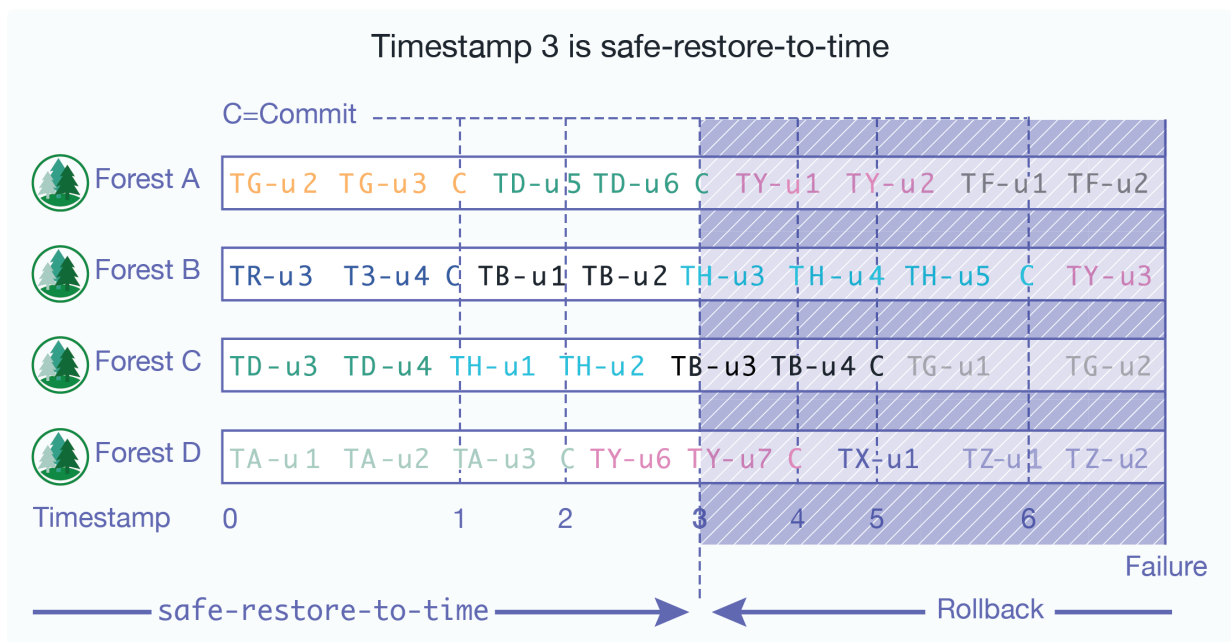 Timestamp 3 is safe-restore-to-time
C=Commit
Forest A TG-u2 TG-u3 C TD-u5 TD-u6 C TY-u1 TY-u2 TF-u1 TF-u2
Forest B TR-u3 T3-u4 C TB-u1 TB-u2 TH-u3 TH-u4 TH-u5 C TY-u3
Forest C TD-u3 TD-u4 TH-u1 TH-u2 TB-u3 TB-u4 C TG-u1 TG-u2
Forest D TA-u1 TA-u2 TA-u3 C TY-u6 TY-u7 C TX-u1 TZ-u1 TZ-u2
Timestamp 0 1 2 3 4 5 6
Failure
safe-restore-to-time Rollback